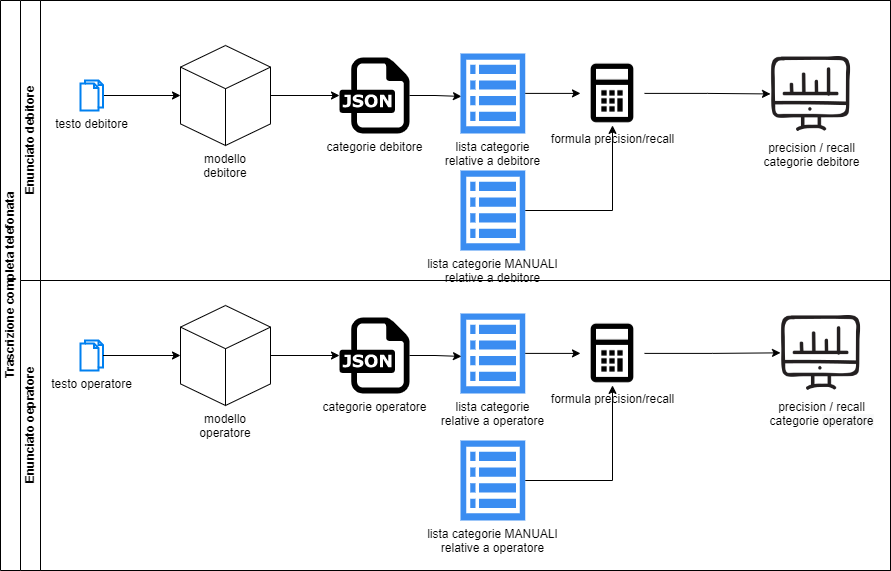 Trascrizione completa telefonata
Enunciato debitore
testo debitore
modello
debitore
JSON
categorie debitore
lista categorie
relative a debitore
formula precision/recall
precision / recall
categorie debitore
lista categorie MANUALI
relative a debitore
Enunciato oepratore
testo operatore
modello
operatore
JSON
categorie operatore
lista categorie
relative a operatore
formula precision/recall
precision / recall
categorie operatore
lista categorie MANUALI
relative a operatore